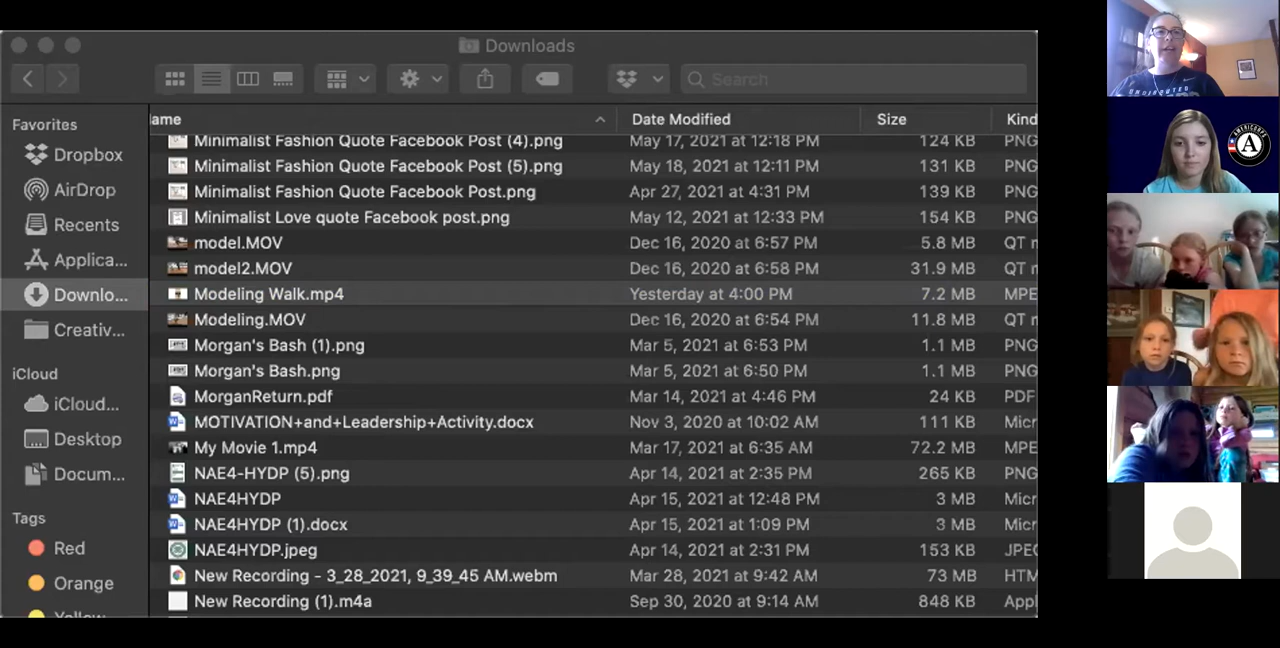 Downloads
Search
Favorites
Dropbox
AirDrop
Recents
Applica...
Downlo...
Creativ...
iCloud
iCloud...
Desktop
Docum...
Tags
Red
Orange
Yellow
ame Date Modified Size Kind
Minimalist Fashion Quote Facebook Post (4).png May 17, 2021 at 12:18 PM 124 KB PNG
Minimalist Fashion Quote Facebook Post (5).png May 18, 2021 at 12:11 PM 131 KB PNG
Minimalist Fashion Quote Facebook Post.png Apr 27, 2021 at 4:31 PM 139 KB PNG
Minimalist Love quote Facebook post.png May 12, 2021 at 12:33 PM 154 KB PNG
model.MOV Dec 16, 2020 at 6:57 PM 5.8 MB QT m
model2.MOV Dec 16, 2020 at 6:58 PM 31.9 MB QT m
Modeling Walk.mp4 Yesterday at 4:00 PM 7.2 MB MPE
Modeling.MOV Dec 16, 2020 at 6:54 PM 11.8 MB QT m
Morgan's Bash (1).png Mar 5, 2021 at 6:53 PM 1.1 MB PNG
Morgan's Bash.png Mar 5, 2021 at 6:50 PM 1.1 MB PNG
MorganReturn.pdf Mar 14, 2021 at 4:46 PM 24 KB PDF
MOTIVATION+and+Leadership+Activity.docx Nov 3, 2020 at 10:02 AM 111 KB Micr
My Movie 1.mp4 Mar 17, 2021 at 6:35 AM 72.2 MB MPE
NAE4-HYDP (5).png Apr 14, 2021 at 2:35 PM 265 KB PNG
NAE4HYDP Apr 15, 2021 at 12:48 PM 3 MB Micr
NAE4HYDP (1).docx Apr 15, 2021 at 1:09 PM 3 MB Micr
NAE4HYDP.jpeg Apr 14, 2021 at 2:31 PM 153 KB JPEG
New Recording - 3_28_2021, 9_39_45 AM.webm Mar 28, 2021 at 9:42 AM 73 MB HTM
New Recording (1).m4a Sep 30, 2020 at 9:14 AM 848 KB Appl
UNDISPUTED
AMERICORPS
A